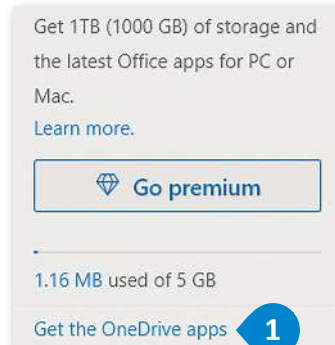 Get 1TB (1000 GB) of storage and
the latest Office apps for PC or
Mac.
Learn more.
Go premium
1.16 MB used of 5 GB
Get the OneDrive apps 1